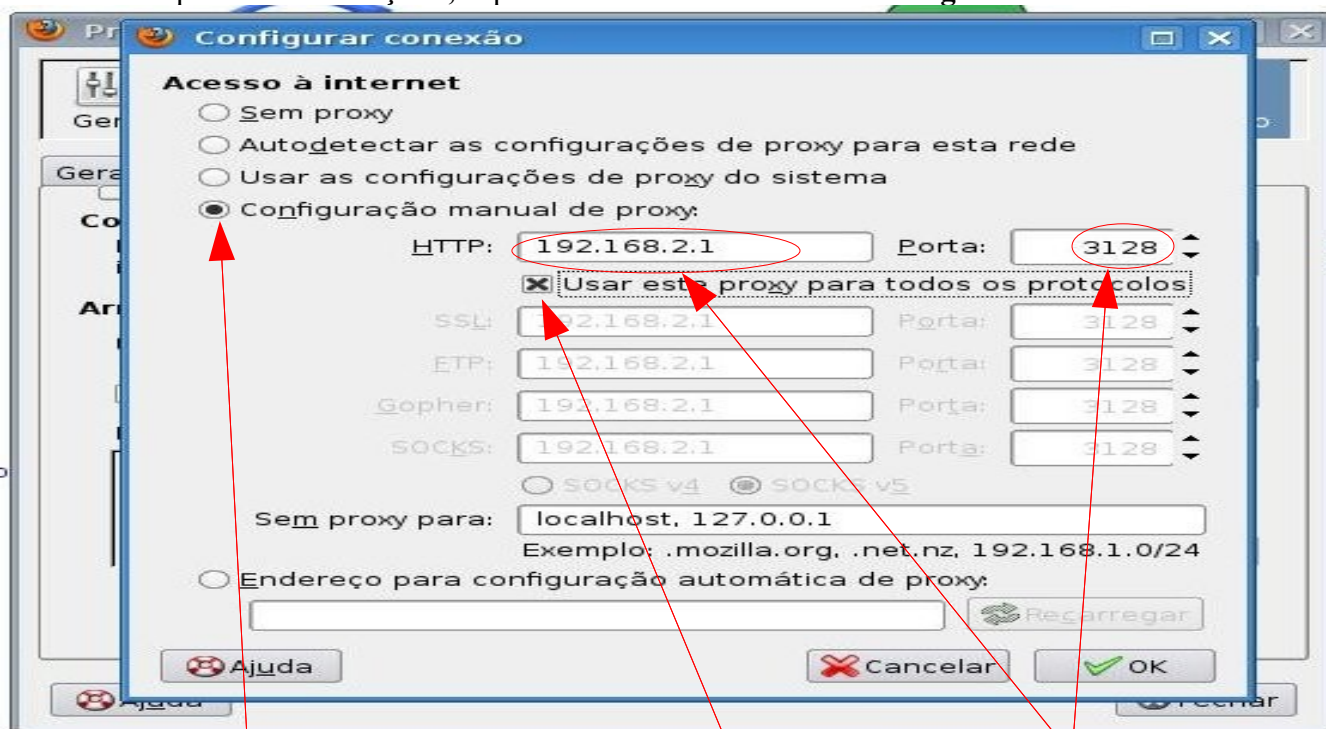 Configurar conexão
Acesso à internet
Sem proxy
Autodetectar as configurações de proxy para esta rede
Usar as configurações de proxy do sistema
Configuração manual de proxy:
HTTP: 192.168.2.1 Porta: 3128
Usar este proxy para todos os protocolos
SSL: 192.168.2.1 Porta: 3128
FTP: 192.168.2.1 Porta: 3128
Gopher: 192.168.2.1 Porta: 3128
SOCKS: 192.168.2.1 Porta: 3128
SOCKS v4 SOCKS v5
Sem proxy para: localhost, 127.0.0.1
Exemplo: .mozilla.org, .net.nz, 192.168.1.0/24
Endereço para configuração automática de proxy:
Recarregar
Ajuda Cancelar OK
Ajuda Fechar